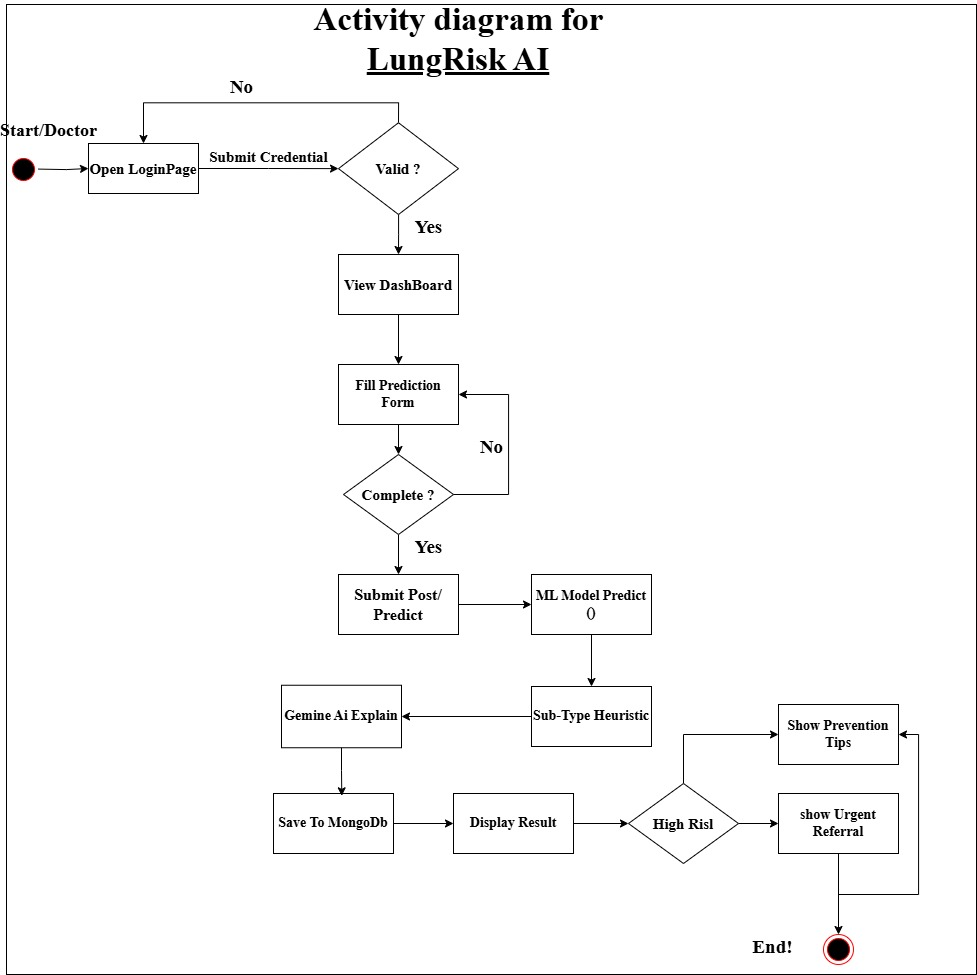 Activity diagram for
LungRisk AI
No
Start/Doctor
Open LoginPage
Submit Credential
Valid ?
Yes
View DashBoard
Fill Prediction
Form
No
Complete ?
Yes
Submit Post/
Predict
ML Model Predict
()
Gemine Ai Explain
Sub-Type Heuristic
Show Prevention
Tips
Save To MongoDb
Display Result
High Risl
show Urgent
Referral
End!